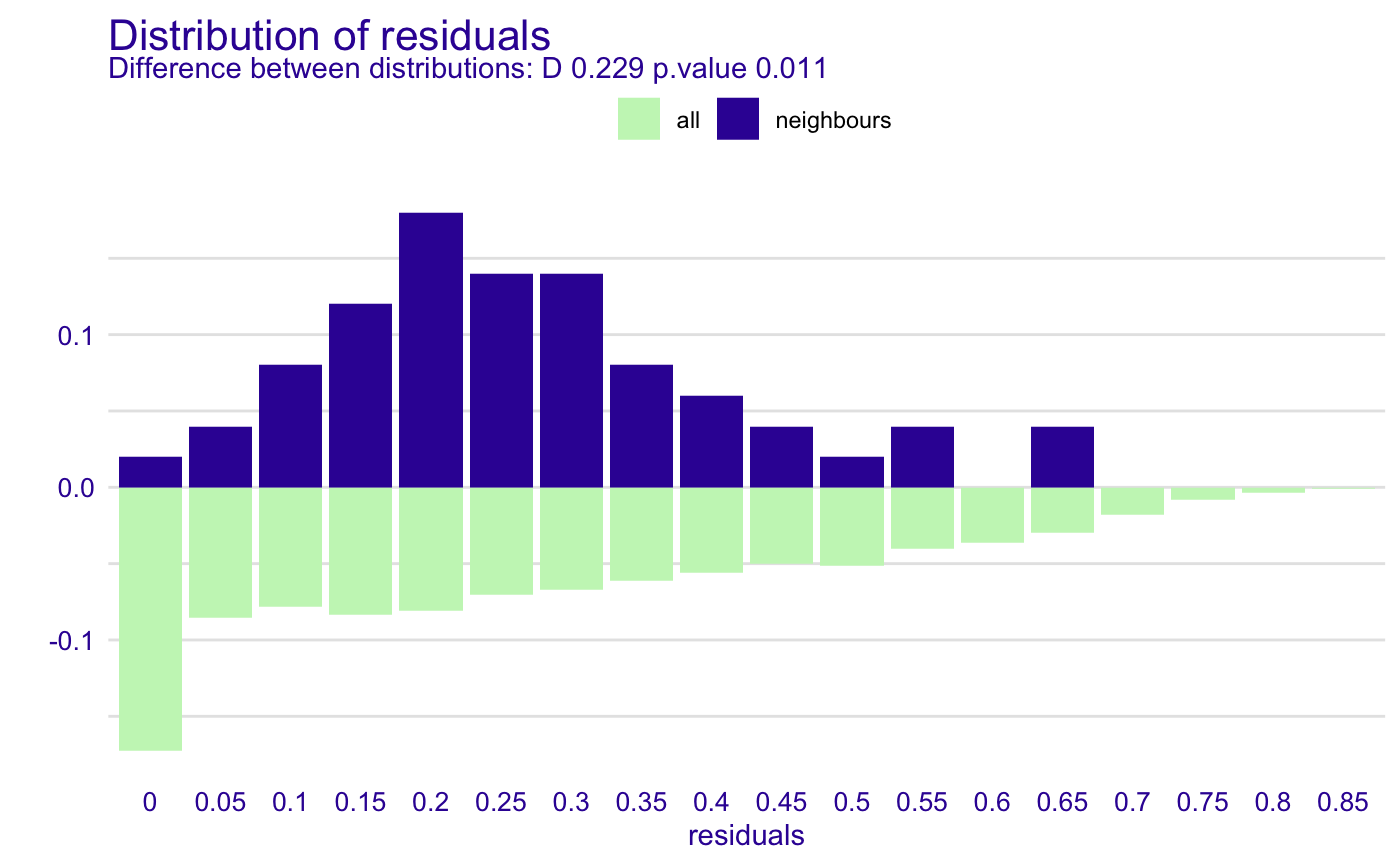 Distribution of residuals
Difference between distributions: D 0.229 p.value 0.011
all neighbours
0.1
0.0
-0.1
0 0.05 0.1 0.15 0.2 0.25 0.3 0.35 0.4 0.45 0.5 0.55 0.6 0.65 0.7 0.75 0.8 0.85
residuals